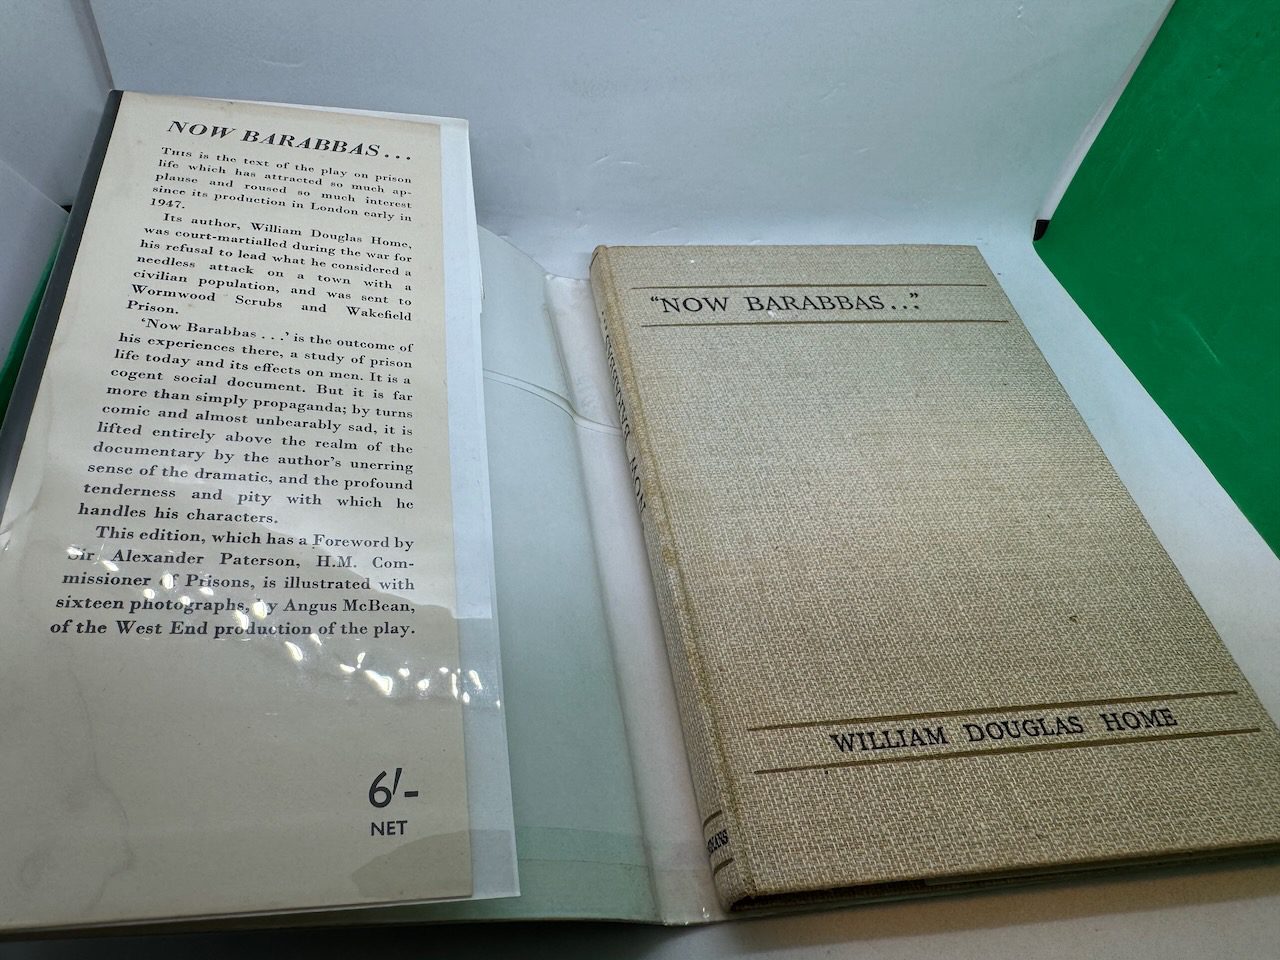 NOW BARABBAS...
THIS is the text of the play on prison
life which has attracted so much ap-
plause and roused so much interest
since its production in London early in
1947.
Its author, William Douglas Home,
was court-martialled during the war for
his refusal to lead what he considered a
needless attack on a town with a
civilian population, and was sent to
Wormwood Scrubs and Wakefield
Prison.
'Now Barabbas . . .' is the outcome of
his experiences there, a study of prison
life today and its effects on men. It is a
cogent social document. But it is far
more than simply propaganda; by turns
comic and almost unbearably sad, it is
lifted entirely above the realm of the
documentary by the author's unerring
sense of the dramatic, and the profound
tenderness and pity with which he
handles his characters.
This edition, which has a Foreword by
Sir Alexander Paterson, H.M. Com-
missioner of Prisons, is illustrated with
sixteen photographs, by Angus McBean,
of the West End production of the play.
6/-
NET
"NOW BARABBAS..."
WILLIAM DOUGLAS HOME
NOW BARABBAS